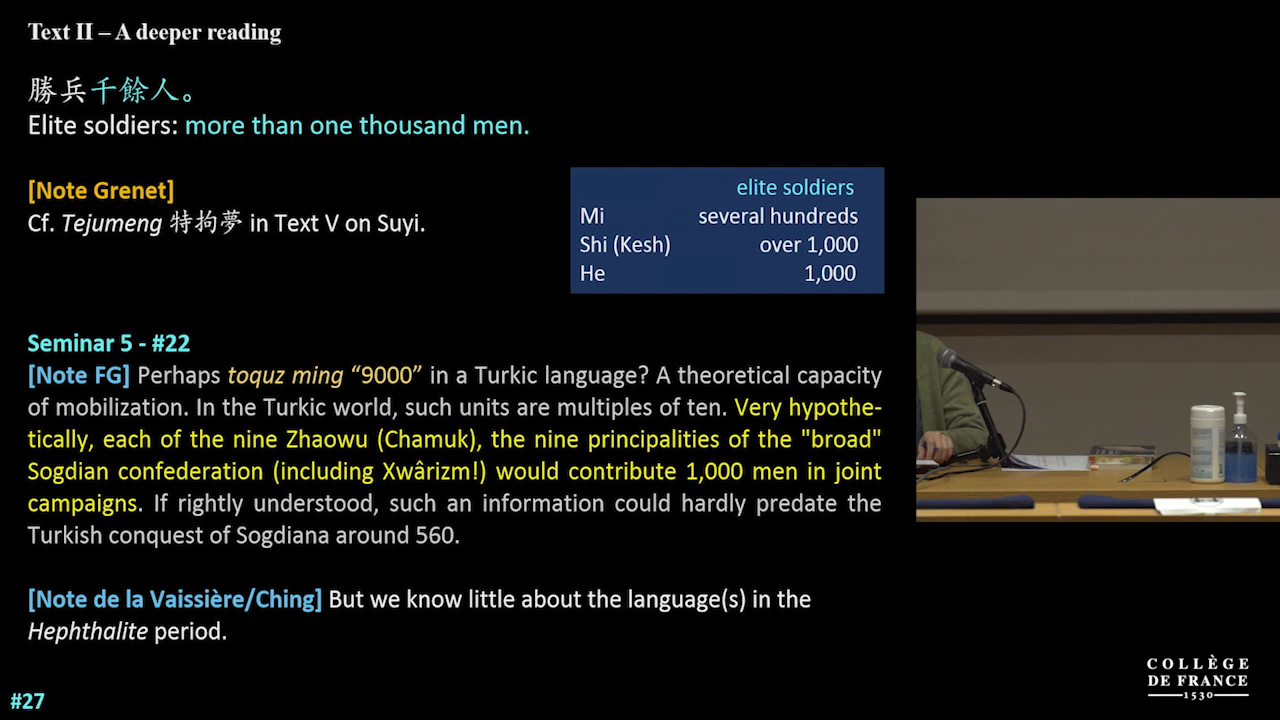 Text II – A deeper reading
勝兵千餘人。
Elite soldiers: more than one thousand men.
[Note Grenet]
Cf. Tejumeng 特拘夢 in Text V on Suyi.
elite soldiers
Mi several hundreds
Shi (Kesh) over 1,000
He 1,000
Seminar 5 - #22
[Note FG] Perhaps toquz ming “9000” in a Turkic language? A theoretical capacity
of mobilization. In the Turkic world, such units are multiples of ten. Very hypothe-
tically, each of the nine Zhaowu (Chamuk), the nine principalities of the "broad"
Sogdian confederation (including Xwârizm!) would contribute 1,000 men in joint
campaigns. If rightly understood, such an information could hardly predate the
Turkish conquest of Sogdiana around 560.
[Note de la Vaissière/Ching] But we know little about the language(s) in the
Hephthalite period.
COLLÈGE
DE FRANCE
1530
#27